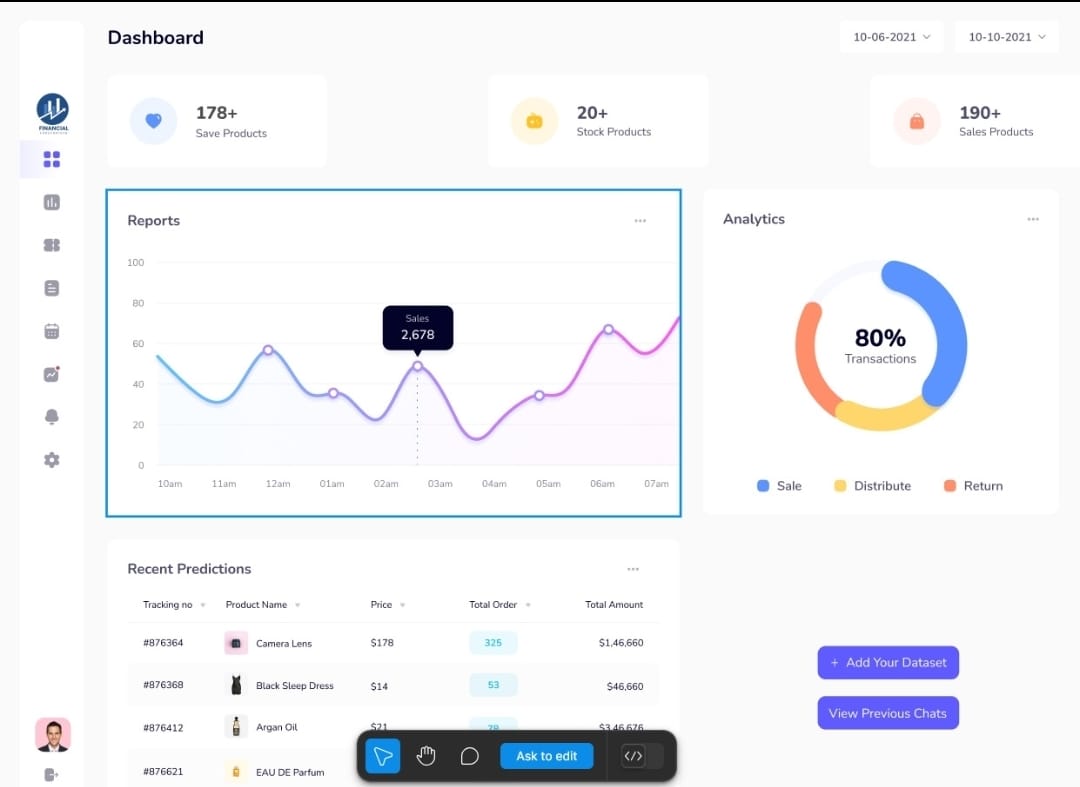 Dashboard
10-06-2021
10-10-2021
FINANCIAL
178+
Save Products
20+
Stock Products
190+
Sales Products
Reports
100
80
60
40
20
0
Sales
2,678
10am 11am 12am 01am 02am 03am 04am 05am 06am 07am
Analytics
80%
Transactions
Sale Distribute Return
Recent Predictions
Tracking no Product Name Price Total Order Total Amount
#876364 Camera Lens $178 325 $1,46,660
#876368 Black Sleep Dress $14 53 $46,660
#876412 Argan Oil $21 78 $3,46,676
#876621 EAU DE Parfum
+ Add Your Dataset
View Previous Chats
Ask to edit